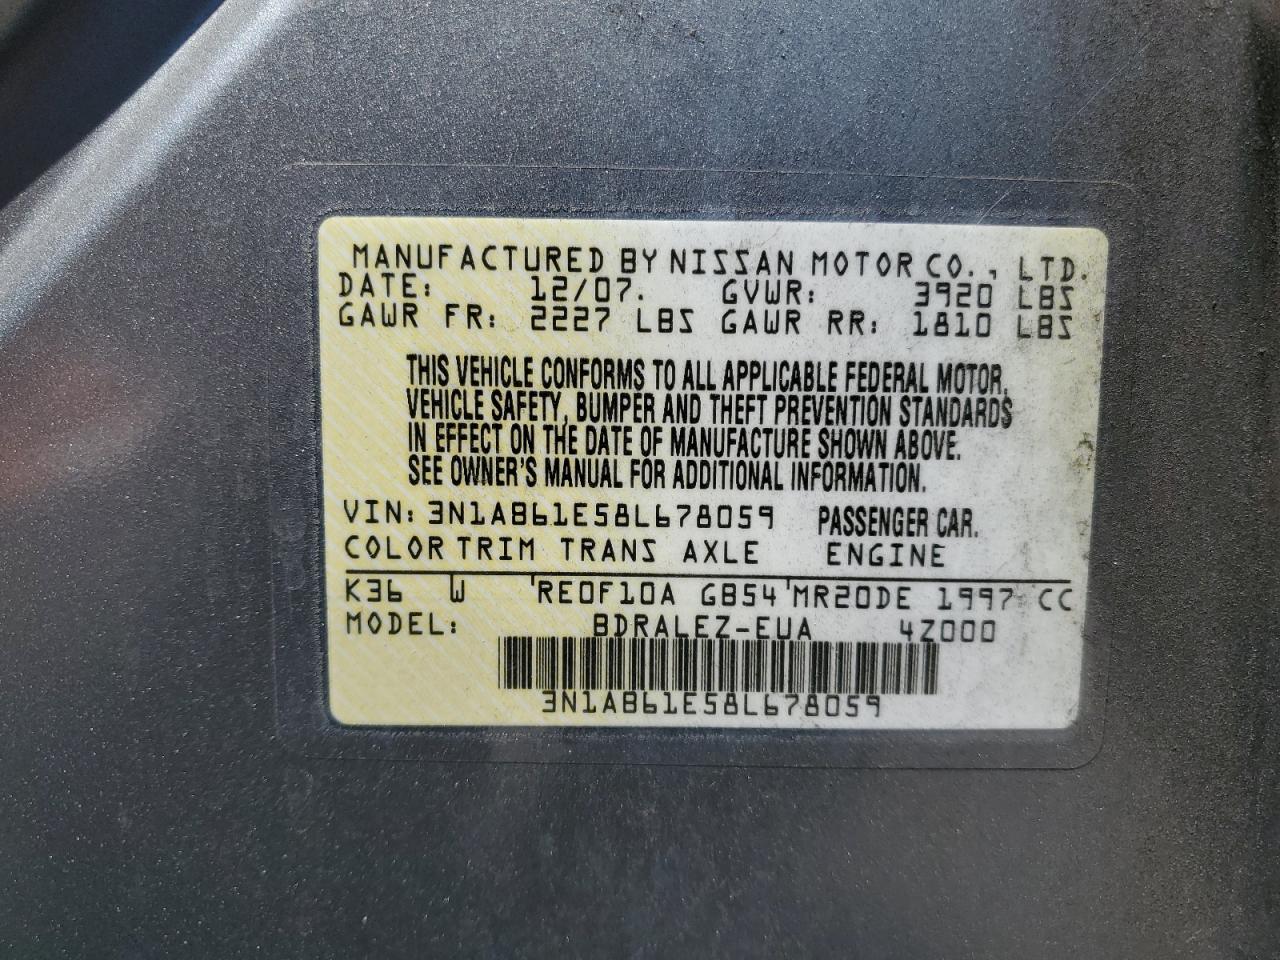 MANUFACTURED BY NISSAN MOTOR CO., LTD.
DATE: 12/07. GVWR: 3920 LBS
GAWR FR: 2227 LBS GAWR RR: 1810 LBS
THIS VEHICLE CONFORMS TO ALL APPLICABLE FEDERAL MOTOR
VEHICLE SAFETY, BUMPER AND THEFT PREVENTION STANDARDS
IN EFFECT ON THE DATE OF MANUFACTURE SHOWN ABOVE.
SEE OWNER'S MANUAL FOR ADDITIONAL INFORMATION.
VIN: 3N1AB61E58L678059 PASSENGER CAR.
COLOR TRIM TRANS AXLE ENGINE
K36 W 'RE0F10A GB54'MR20DE 1997 CC
MODEL: BDRALEZ-EUA 4Z000
3N1AB61E58L678059